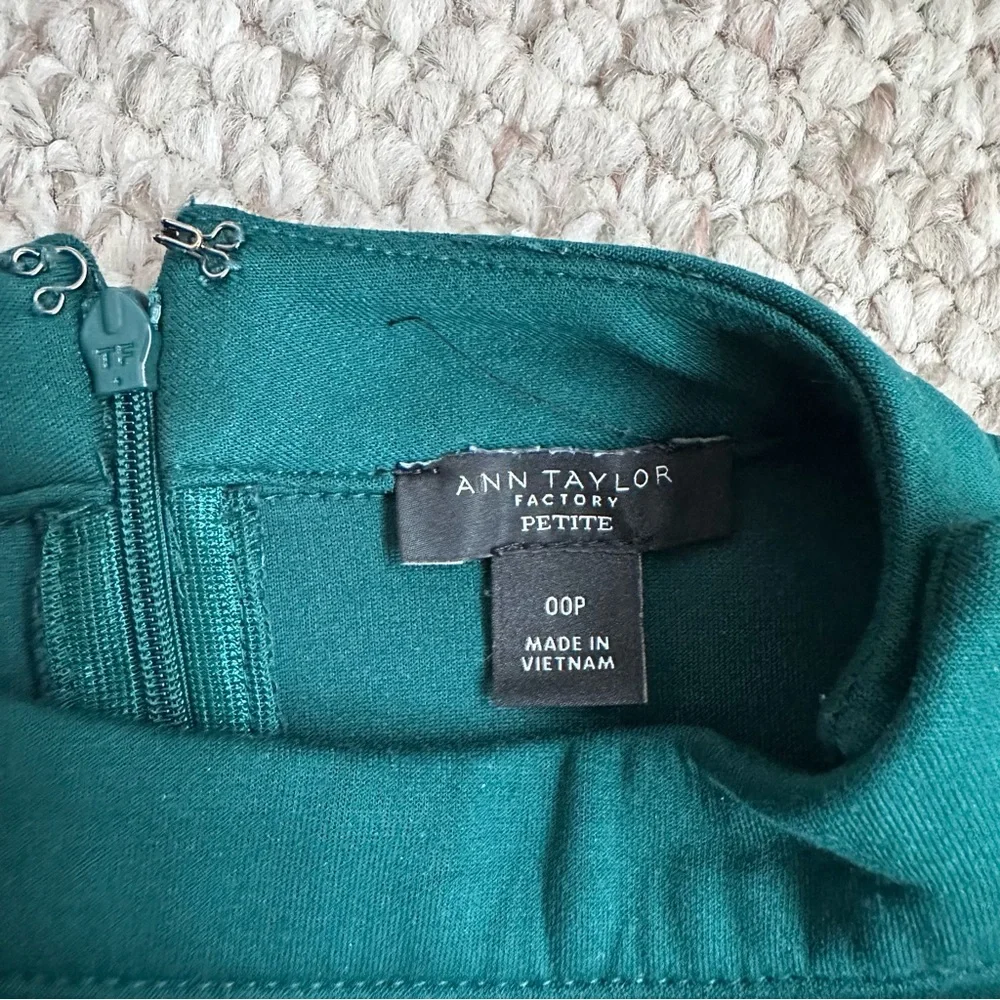 TF
ANN TAYLOR
FACTORY
PETITE
00P
MADE IN
VIETNAM